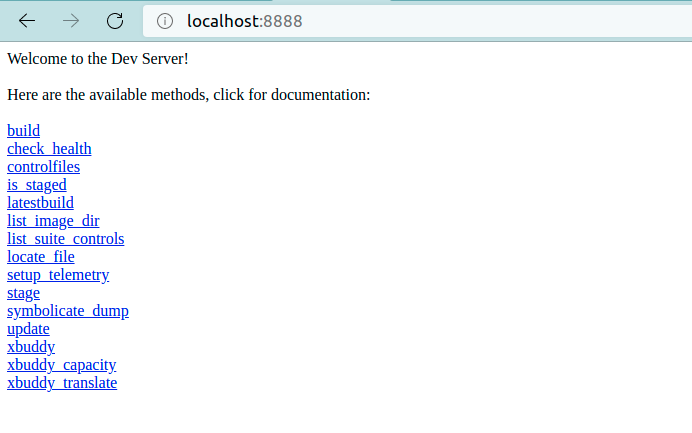 localhost:8888
Welcome to the Dev Server!
Here are the available methods, click for documentation:
build
check_health
controlfiles
is_staged
latestbuild
list_image_dir
list_suite_controls
locate_file
setup_telemetry
stage
symbolicate_dump
update
xbuddy
xbuddy_capacity
xbuddy_translate